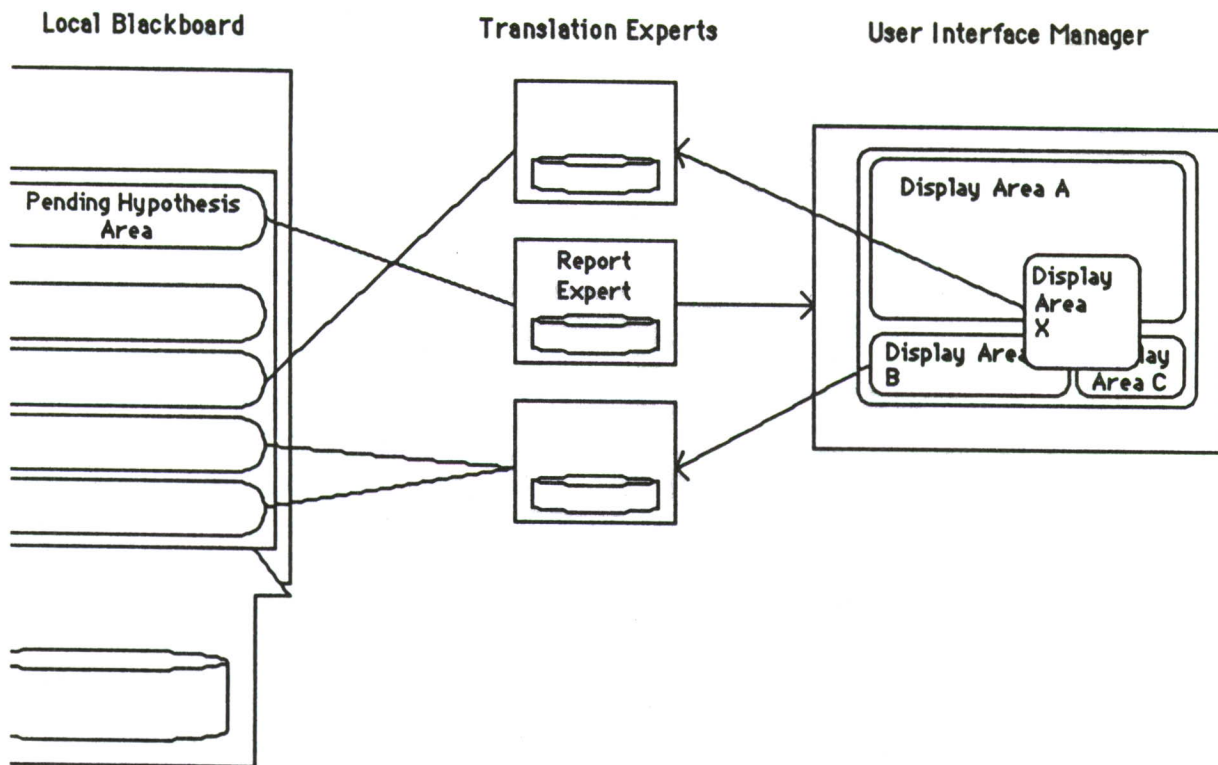 Local Blackboard
Translation Experts
User Interface Manager
Pending Hypothesis
Area
Report
Expert
Display Area A
Display
Area
X
Display Area
B
Area C